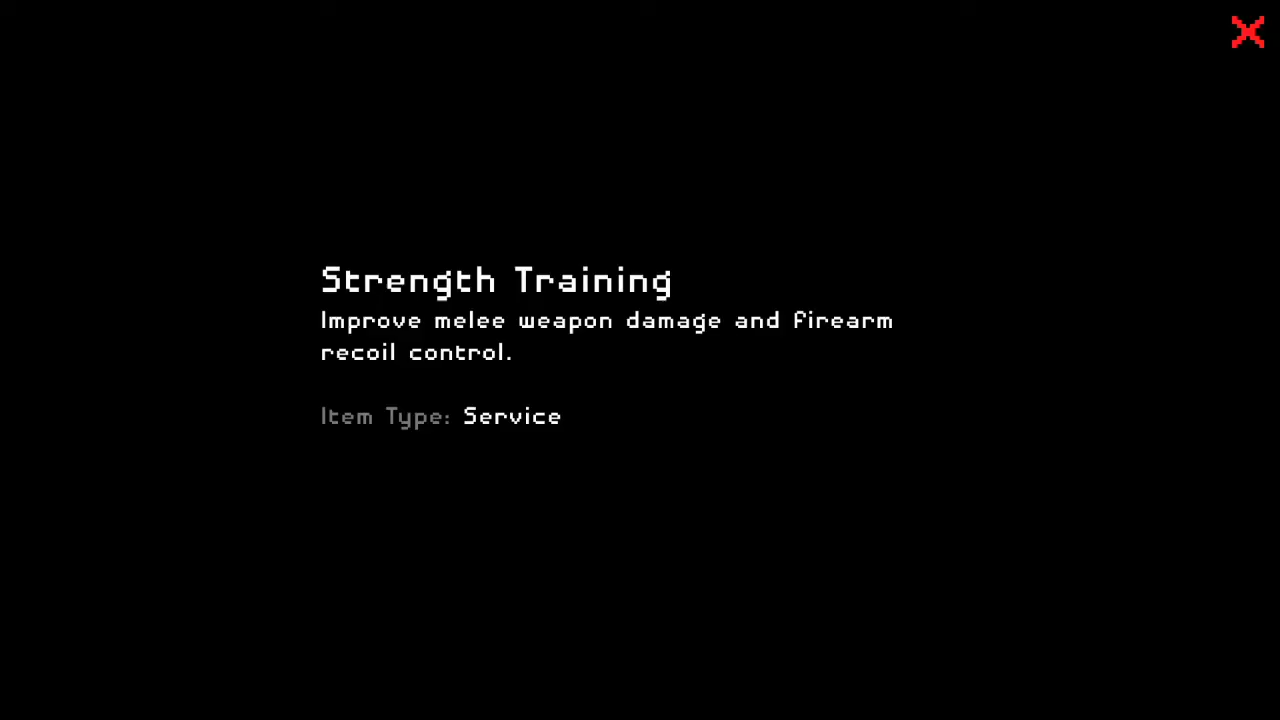 Strength Training
Improve melee weapon damage and firearm
recoil control.
Item Type: Service